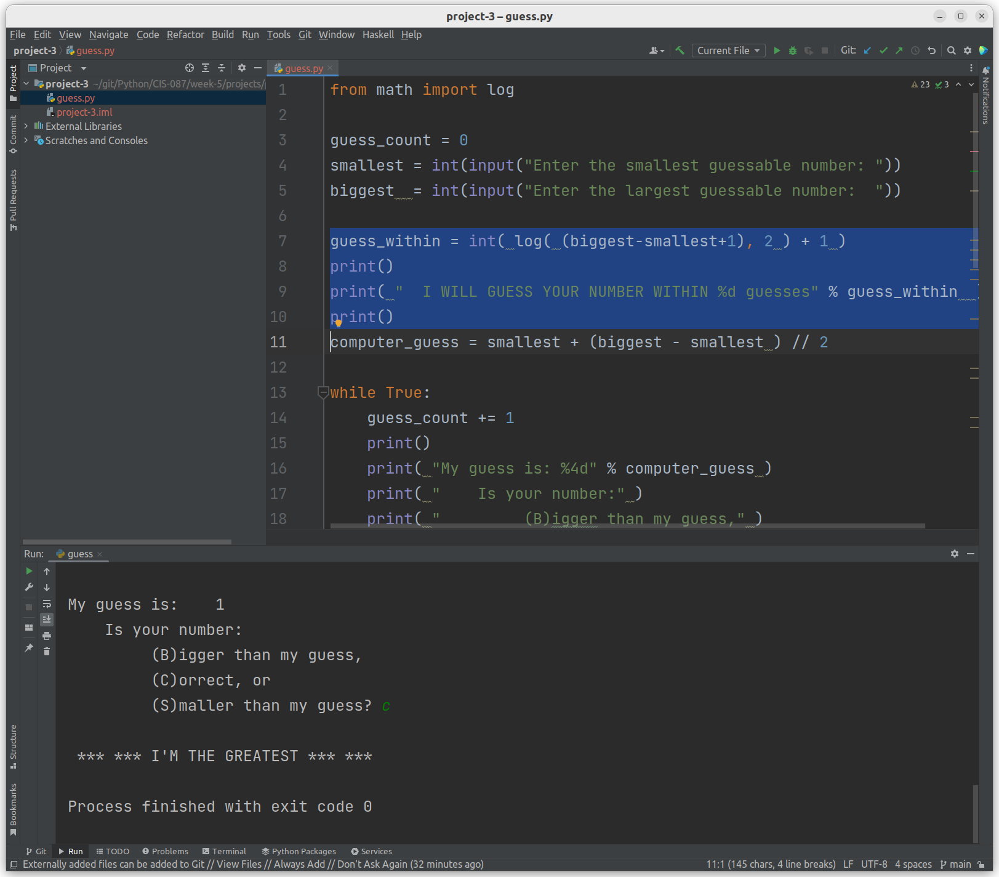 project-3 – guess.py
File Edit View Navigate Code Refactor Build Run Tools Git Window Haskell Help
project-3 guess.py Current File Git:
Project guess.py
project-3 ~/git/Python/CIS-087/week-5/projects/
guess.py
project-3.iml
External Libraries
Scratches and Consoles
Project
Commit
Pull Requests
Structure
Bookmarks
Notifications
23 3
1 from math import log
2
3 guess_count = 0
4 smallest = int(input("Enter the smallest guessable number: "))
5 biggest  = int(input("Enter the largest guessable number:  "))
6
7 guess_within = int( log( (biggest-smallest+1), 2 ) + 1 )
8 print()
9 print( "  I WILL GUESS YOUR NUMBER WITHIN %d guesses" % guess_within
10 print()
11 computer_guess = smallest + (biggest - smallest ) // 2
12
13 while True:
14     guess_count += 1
15     print()
16     print( "My guess is: %4d" % computer_guess )
17     print( "    Is your number:" )
18     print( "         (B)igger than my guess," )
Run: guess
My guess is:    1
    Is your number:
         (B)igger than my guess,
         (C)orrect, or
         (S)maller than my guess? c
 *** *** I'M THE GREATEST *** ***
Process finished with exit code 0
Git Run TODO Problems Terminal Python Packages Services
Externally added files can be added to Git // View Files // Always Add // Don't Ask Again (32 minutes ago) 11:1 (145 chars, 4 line breaks) LF UTF-8 4 spaces main